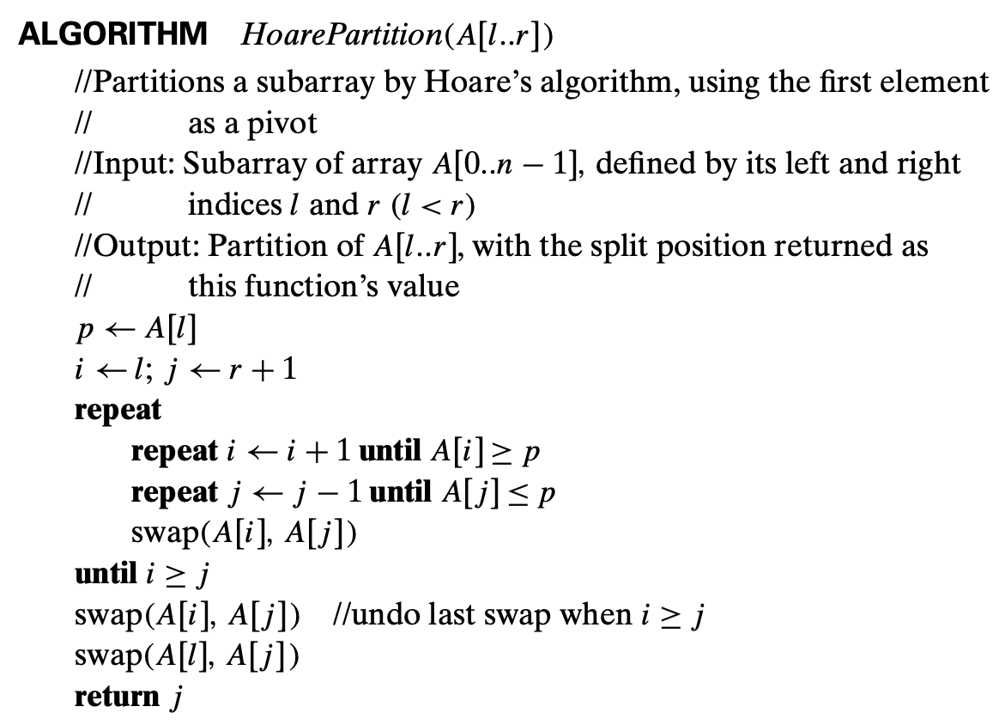 ALGORITHM HoarePartition(A[l..r])
//Partitions a subarray by Hoare’s algorithm, using the first element
// as a pivot
//Input: Subarray of array A[0..n − 1], defined by its left and right
// indices l and r (l < r)
//Output: Partition of A[l..r], with the split position returned as
// this function’s value
p ← A[l]
i ← l; j ← r + 1
repeat
repeat i ← i + 1 until A[i] ≥ p
repeat j ← j − 1 until A[j] ≤ p
swap(A[i], A[j])
until i ≥ j
swap(A[i], A[j]) //undo last swap when i ≥ j
swap(A[l], A[j])
return j